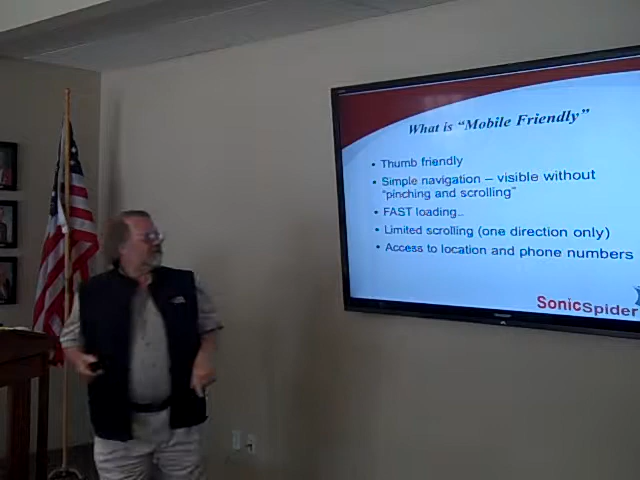 What is “Mobile Friendly”
• Thumb friendly
• Simple navigation – visible without
“pinching and scrolling”
• FAST loading…
• Limited scrolling (one direction only)
• Access to location and phone numbers
SonicSpider